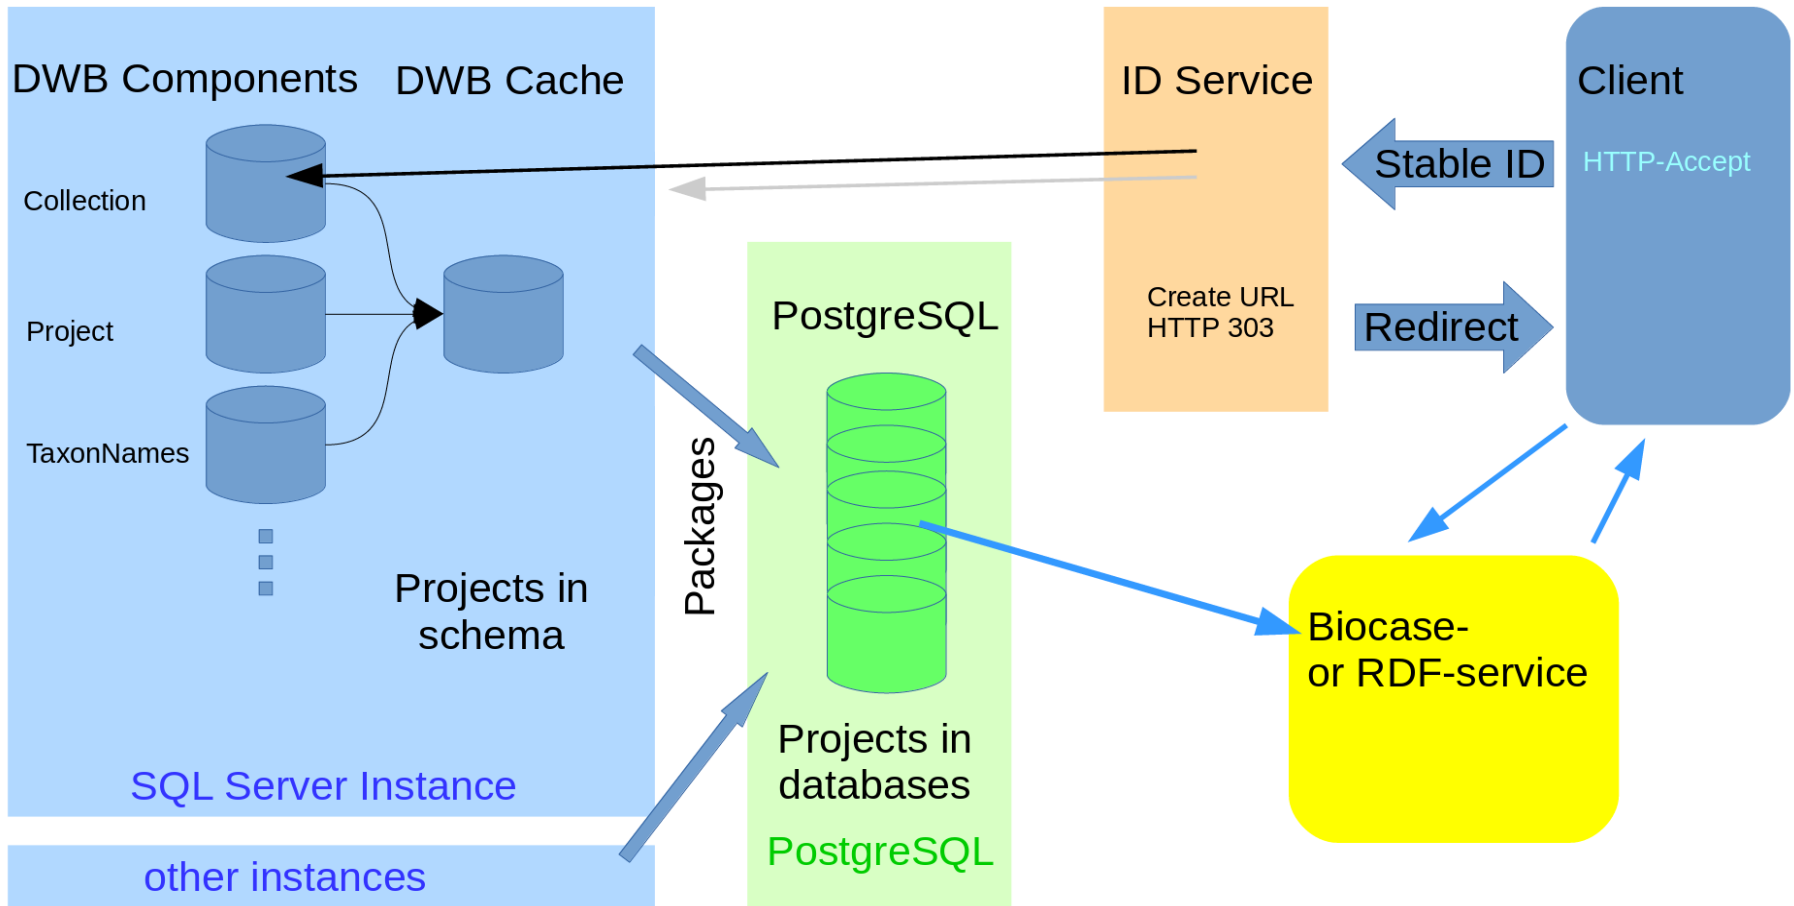 DWB Components
DWB Cache
Collection
Project
TaxonNames
Projects in
schema
SQL Server Instance
other instances
Packages
PostgreSQL
Projects in
databases
PostgreSQL
ID Service
Create URL
HTTP 303
Stable ID
Redirect
Client
HTTP-Accept
Biocase-
or RDF-service